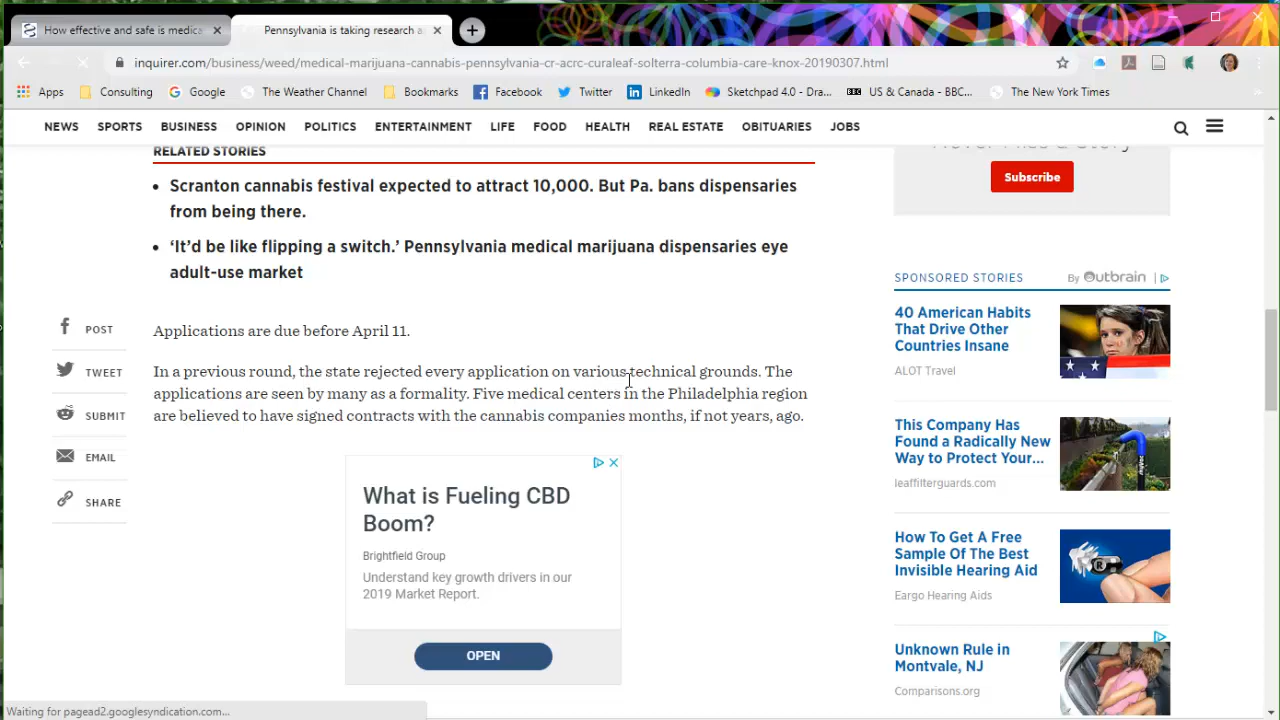 How effective and safe is medica
Pennsylvania is taking research a
inquirer.com/business/weed/medical-marijuana-cannabis-pennsylvania-cr-acrc-curaleaf-solterra-columbia-care-knox-20190307.html
Apps Consulting Google The Weather Channel Bookmarks Facebook Twitter LinkedIn Sketchpad 4.0 - Dra... US & Canada - BBC... The New York Times
NEWS SPORTS BUSINESS OPINION POLITICS ENTERTAINMENT LIFE FOOD HEALTH REAL ESTATE OBITUARIES JOBS
RELATED STORIES
• Scranton cannabis festival expected to attract 10,000. But Pa. bans dispensaries
from being there.
• ‘It’d be like flipping a switch.’ Pennsylvania medical marijuana dispensaries eye
adult-use market
POST
TWEET
SUBMIT
EMAIL
SHARE
Applications are due before April 11.
In a previous round, the state rejected every application on various technical grounds. The
applications are seen by many as a formality. Five medical centers in the Philadelphia region
are believed to have signed contracts with the cannabis companies months, if not years, ago.
What is Fueling CBD
Boom?
Brightfield Group
Understand key growth drivers in our
2019 Market Report.
OPEN
Subscribe
SPONSORED STORIES
By Outbrain
40 American Habits
That Drive Other
Countries Insane
ALOT Travel
This Company Has
Found a Radically New
Way to Protect Your...
leaffilterguards.com
How To Get A Free
Sample Of The Best
Invisible Hearing Aid
Eargo Hearing Aids
Unknown Rule in
Montvale, NJ
Comparisons.org
Waiting for pagead2.googlesyndication.com...